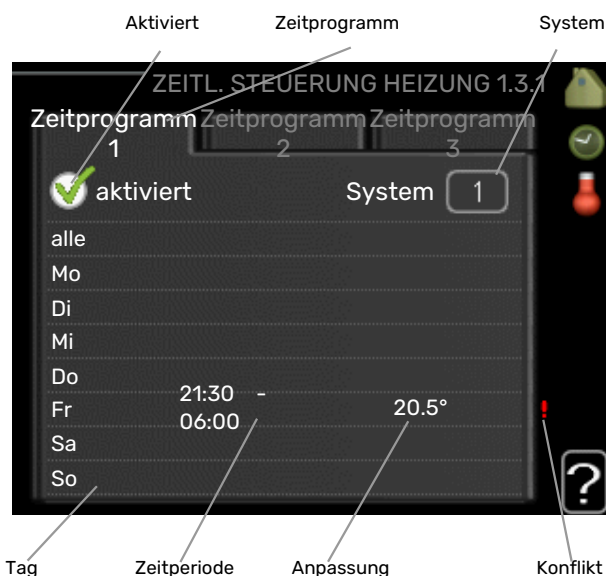 Aktiviert Zeitprogramm System
ZEITL. STEUERUNG HEIZUNG 1.3.1
Zeitprogramm Zeitprogramm Zeitprogramm
1 2 3
aktiviert System 1
alle
Mo
Di
Mi
Do
21:30 -
Fr 20.5° !
06:00
Sa
So
?
Tag Zeitperiode Anpassung Konflikt